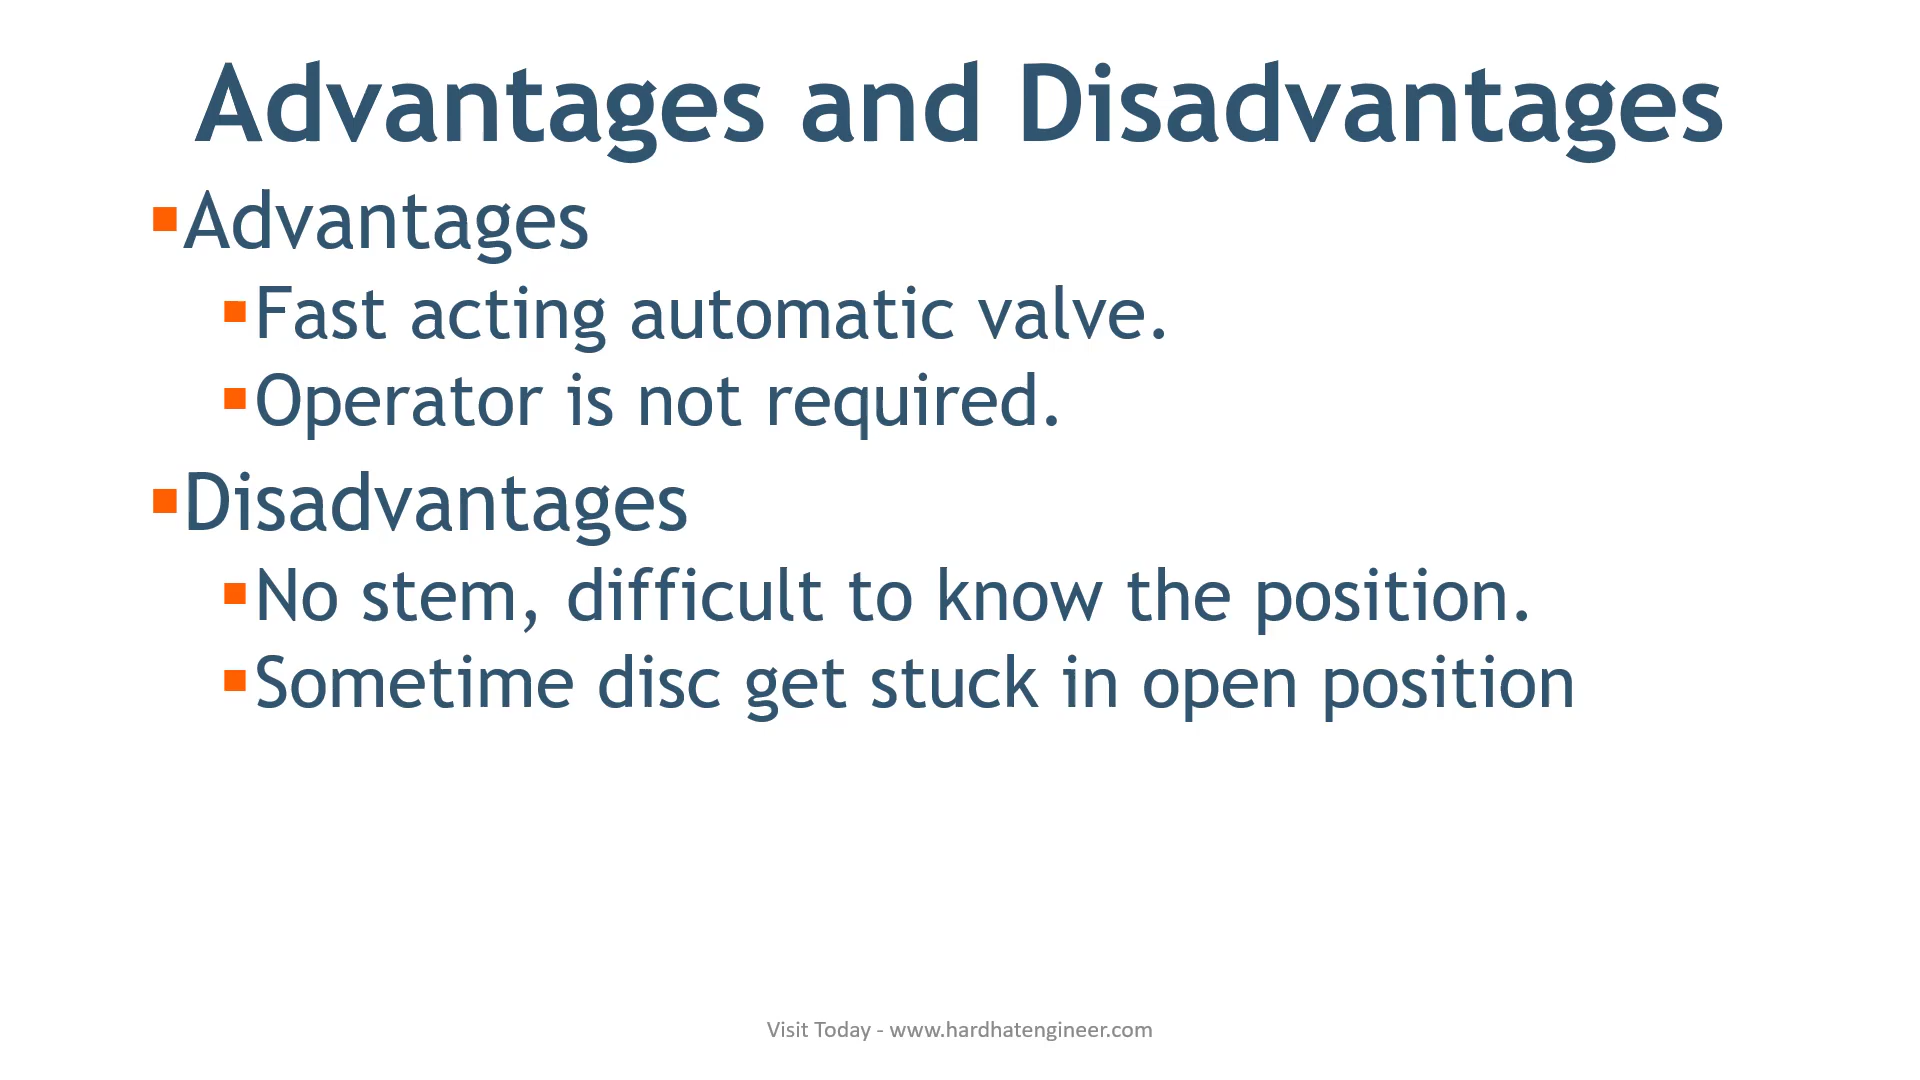 Advantages and Disadvantages
Advantages
Fast acting automatic valve.
Operator is not required.
Disadvantages
No stem, difficult to know the position.
Sometime disc get stuck in open position
Visit Today - www.hardhatengineer.com